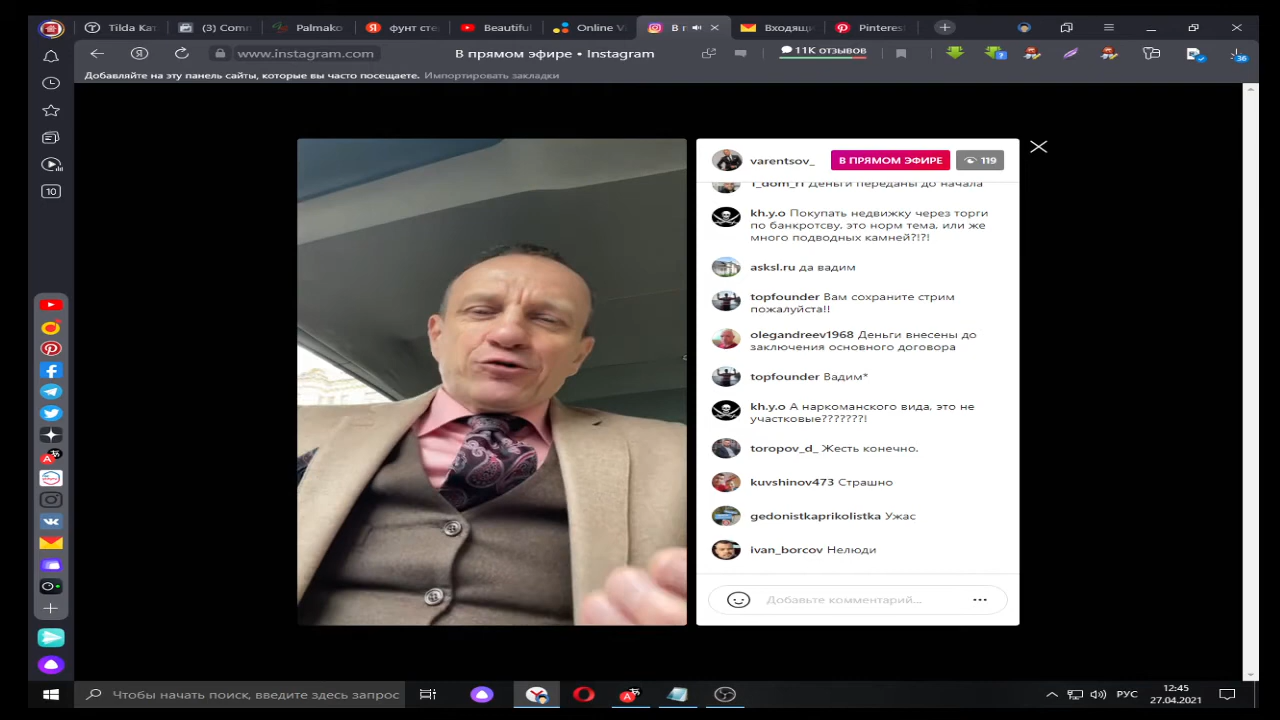 Tilda Ка
(3) Comr
Palmako
фунт сте
Beautiful
Online V
В п
Входящи
Pinterest
www.instagram.com
В прямом эфире • Instagram
11K отзывов
36
Добавляйте на эту панель сайты, которые вы часто посещаете. Импортировать закладки
10
varentsov_
В ПРЯМОМ ЭФИРЕ
119
Деньги переданы до начала
kh.y.o Покупать недвижку через торги
по банкротсву, это норм тема, или же
много подводных камней?!?!
asksl.ru да вадим
topfounder Вам сохраните стрим
пожалуйста!!
olegandreev1968 Деньги внесены до
заключения основного договора
topfounder Вадим*
kh.y.o А наркоманского вида, это не
участковые???????!
toropov_d_ Жесть конечно.
kuvshinov473 Страшно
gedonistkaprikolistka Ужас
ivan_borcov Нелюди
Добавьте комментарий...
Чтобы начать поиск, введите здесь запрос
РУС
12:45
27.04.2021